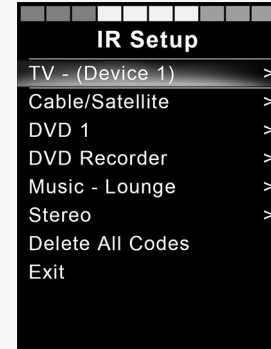 IR Setup
TV - (Device 1) >
Cable/Satellite >
DVD 1 >
DVD Recorder >
Music - Lounge >
Stereo >
Delete All Codes
Exit